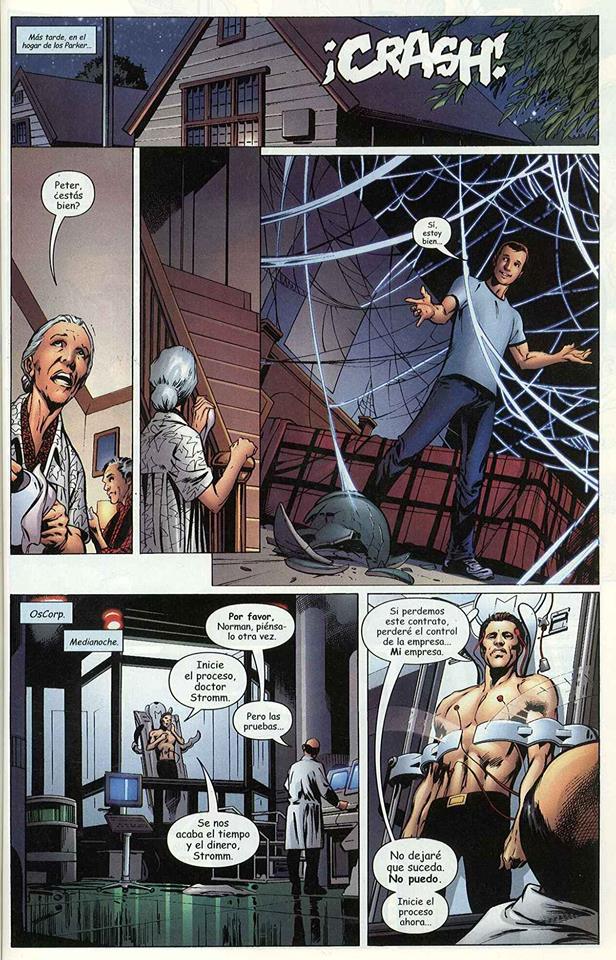 Más tarde, en el
hogar de los Parker...
¡CRASH!
Peter,
¿estás
bien?
Sí,
estoy
bien...
OsCorp.
Medianoche.
Por favor,
Norman, piénsa-
lo otra vez.
Inicie
el proceso,
doctor
Stromm.
Pero las
pruebas...
Se nos
acaba el tiempo
y el dinero,
Stromm.
Si perdemos
este contrato,
perderé el control
de la empresa...
Mi empresa.
No dejaré
que suceda.
No puedo.
Inicie el
proceso
ahora...